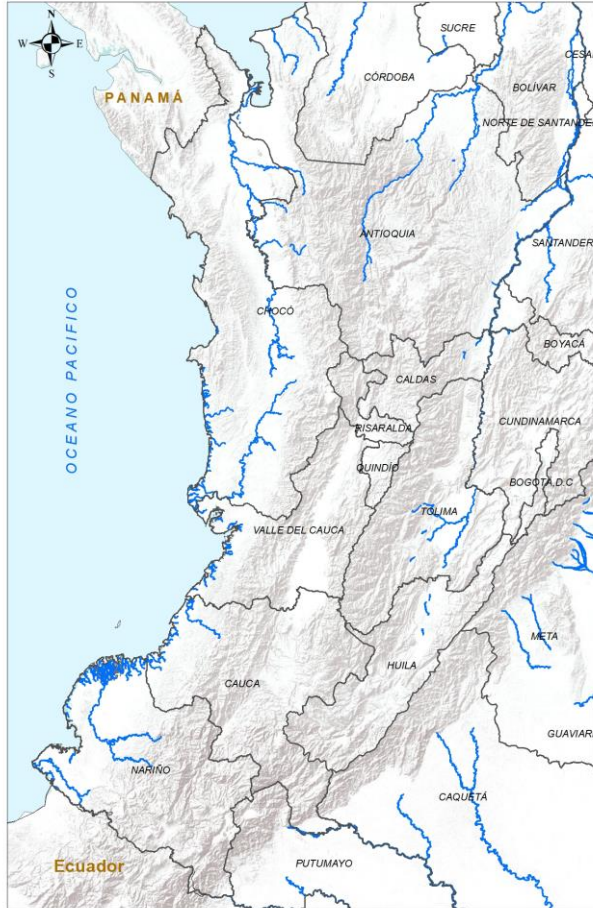 N
W E
S
PANAMÁ
SUCRE
CÓRDOBA
CESAR
BOLÍVAR
NORTE DE SANTANDER
ANTIOQUIA
SANTANDER
OCEANO PACIFICO
CHOCÓ
BOYACÁ
CALDAS
CUNDINAMARCA
RISARALDA
QUINDÍO
BOGOTA,D.C
TOLIMA
VALLE DEL CAUCA
META
HUILA
CAUCA
GUAVIARE
NARIÑO
CAQUETÁ
Ecuador
PUTUMAYO